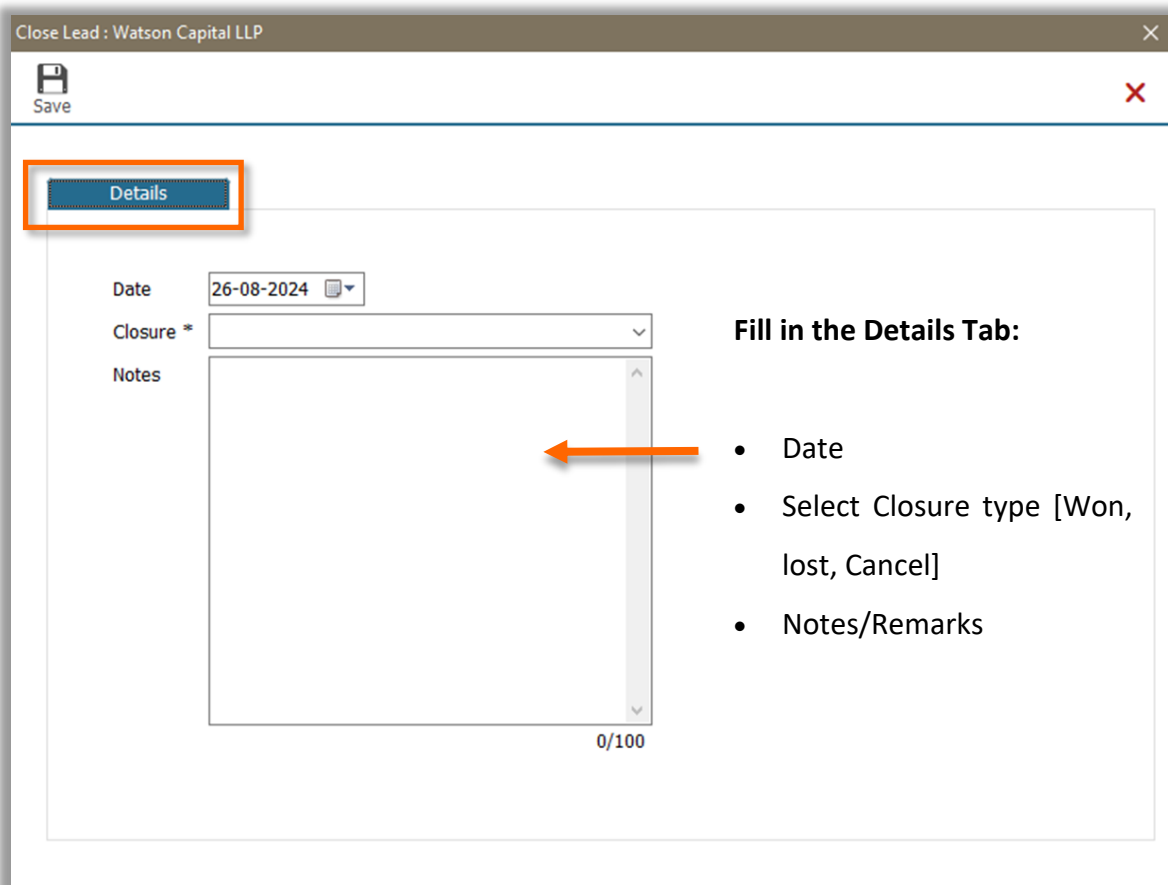 Close Lead : Watson Capital LLP
Save
Details
Date 26-08-2024
Closure *
Notes
0/100
Fill in the Details Tab:
• Date
• Select Closure type [Won,
lost, Cancel]
• Notes/Remarks